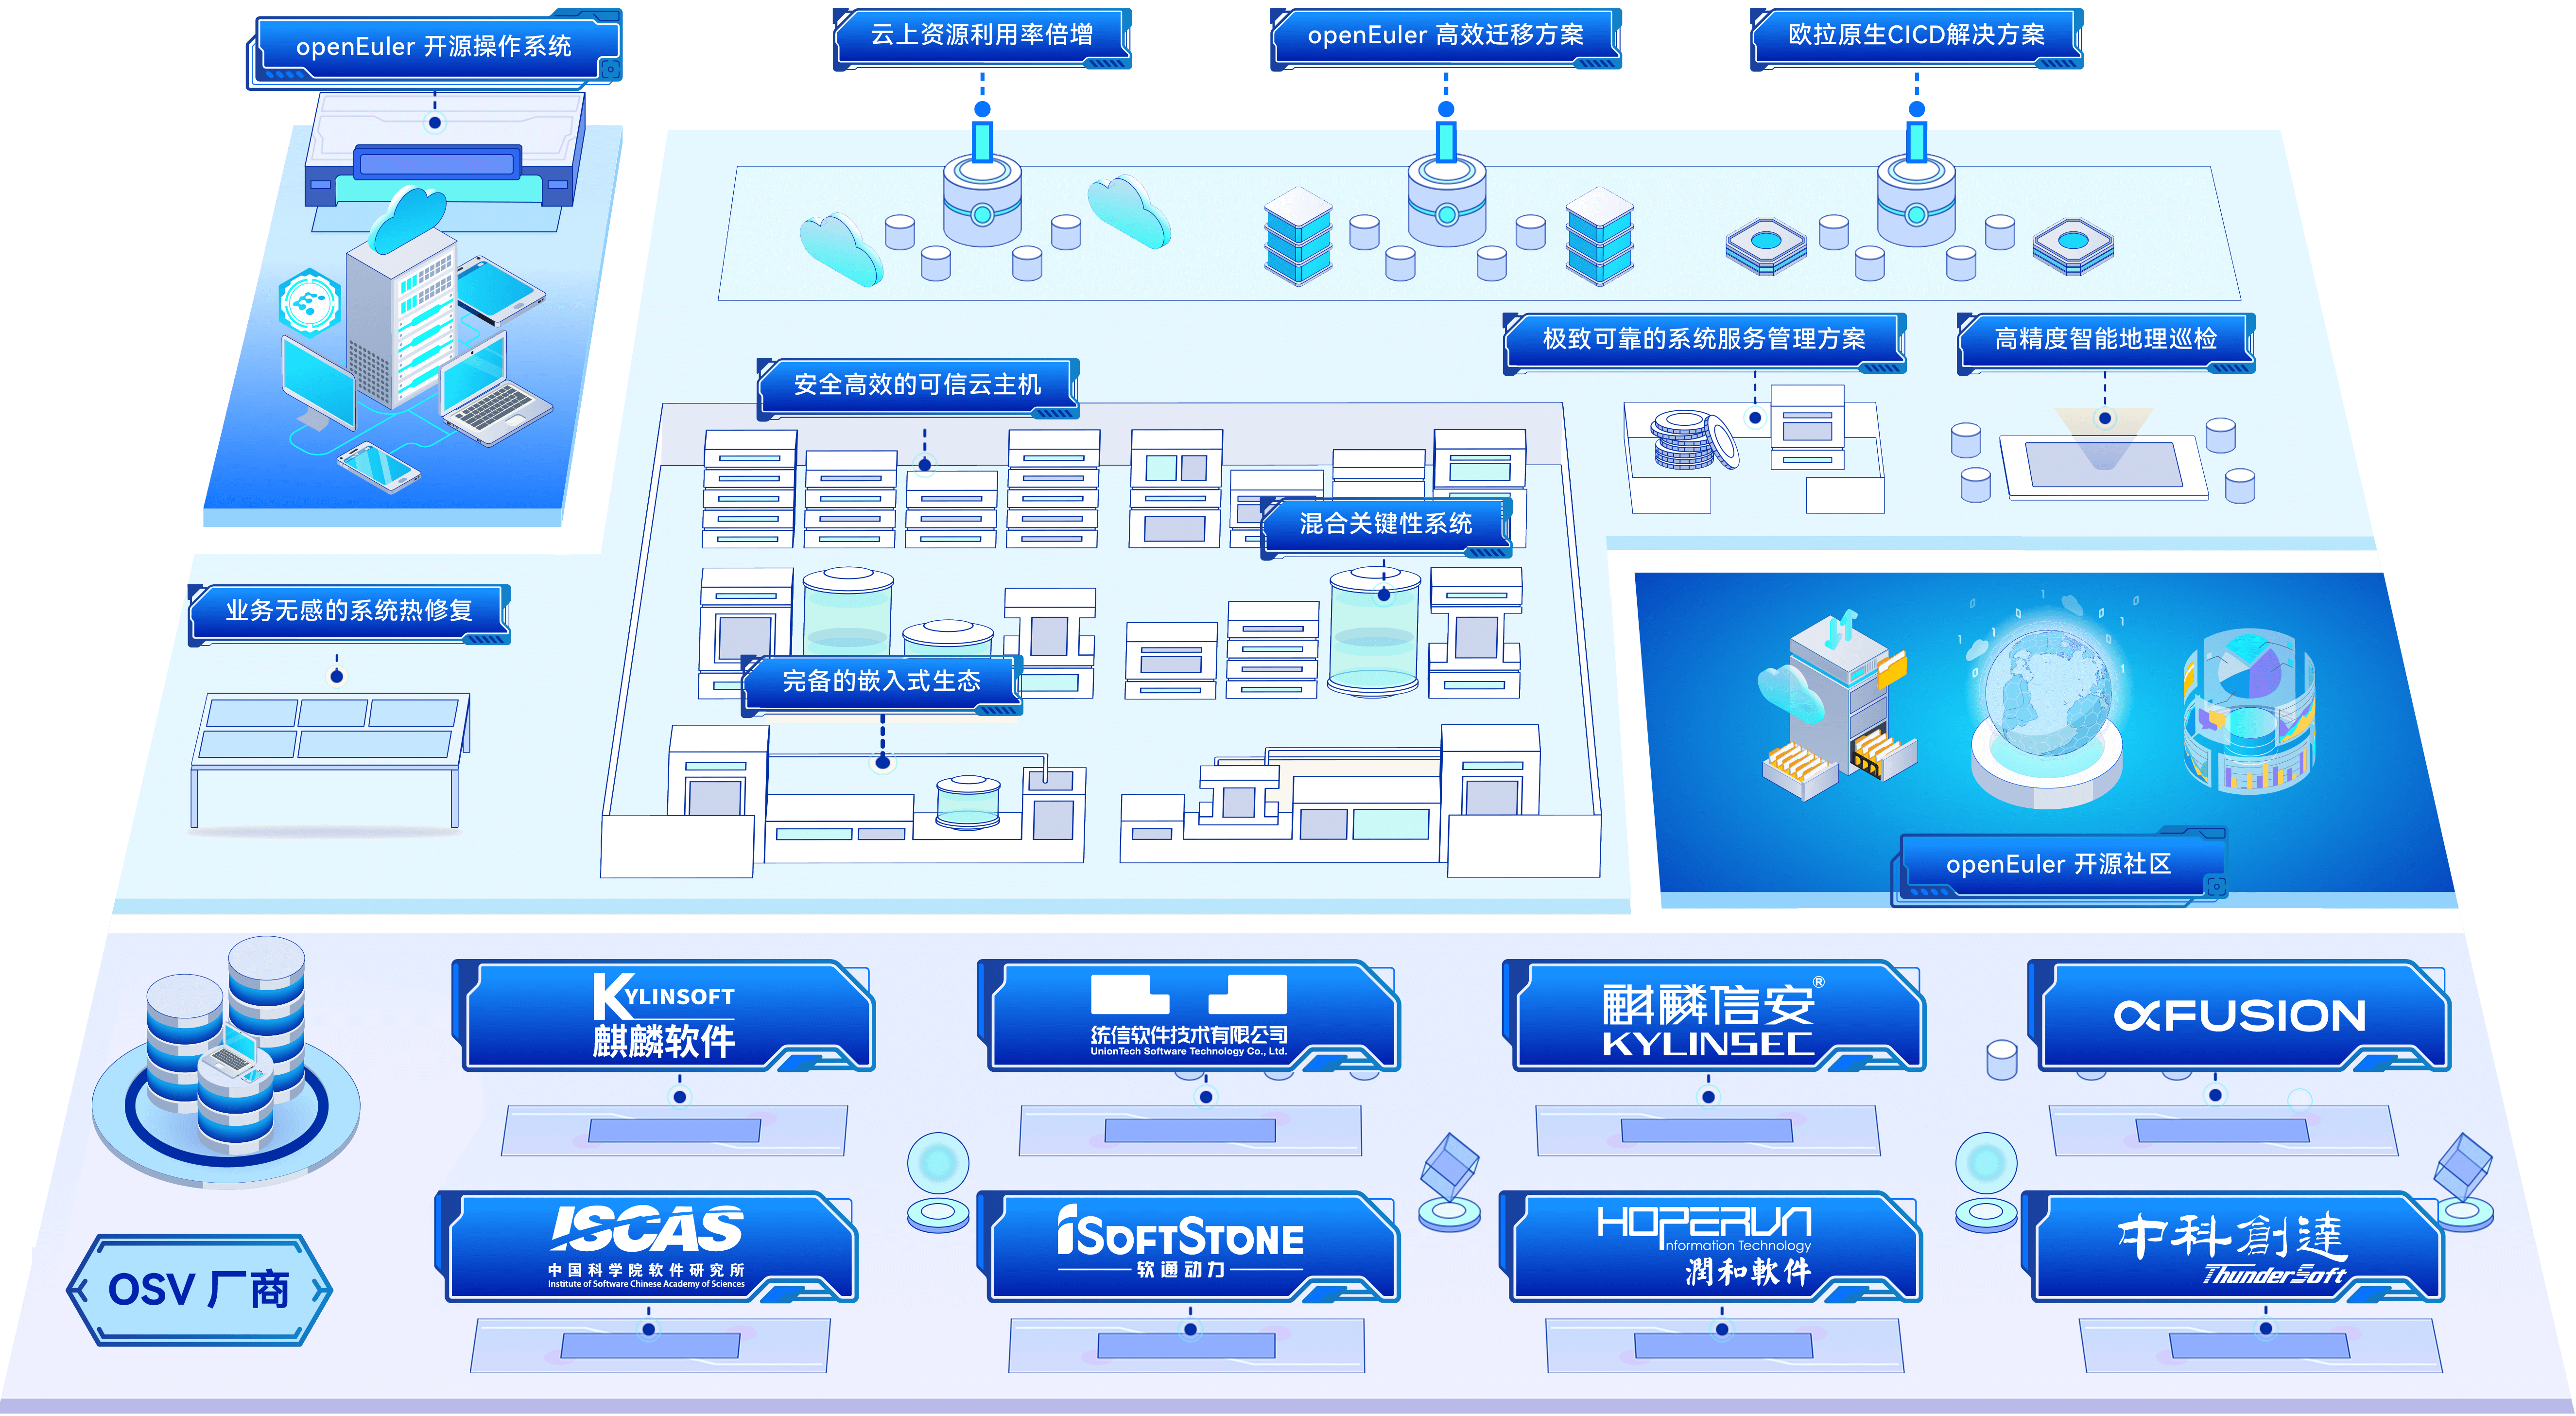 openEuler 开源操作系统
云上资源利用率倍增
openEuler 高效迁移方案
欧拉原生CICD解决方案
极致可靠的系统服务管理方案
高精度智能地理巡检
安全高效的可信云主机
混合关键性系统
业务无感的系统热修复
完备的嵌入式生态
openEuler 开源社区
KYLINSOFT
麒麟软件
统信软件技术有限公司
UnionTech Software Technology Co., Ltd.
麒麟信安®
KYLINSEC
xFUSION
OSV 厂商
ISCAS
中国科学院软件研究所
Institute of Software Chinese Academy of Sciences
iSOFTSTONE
软通动力
HOPERUN
Information Technology
潤和軟件
中科創達
ThunderSoft